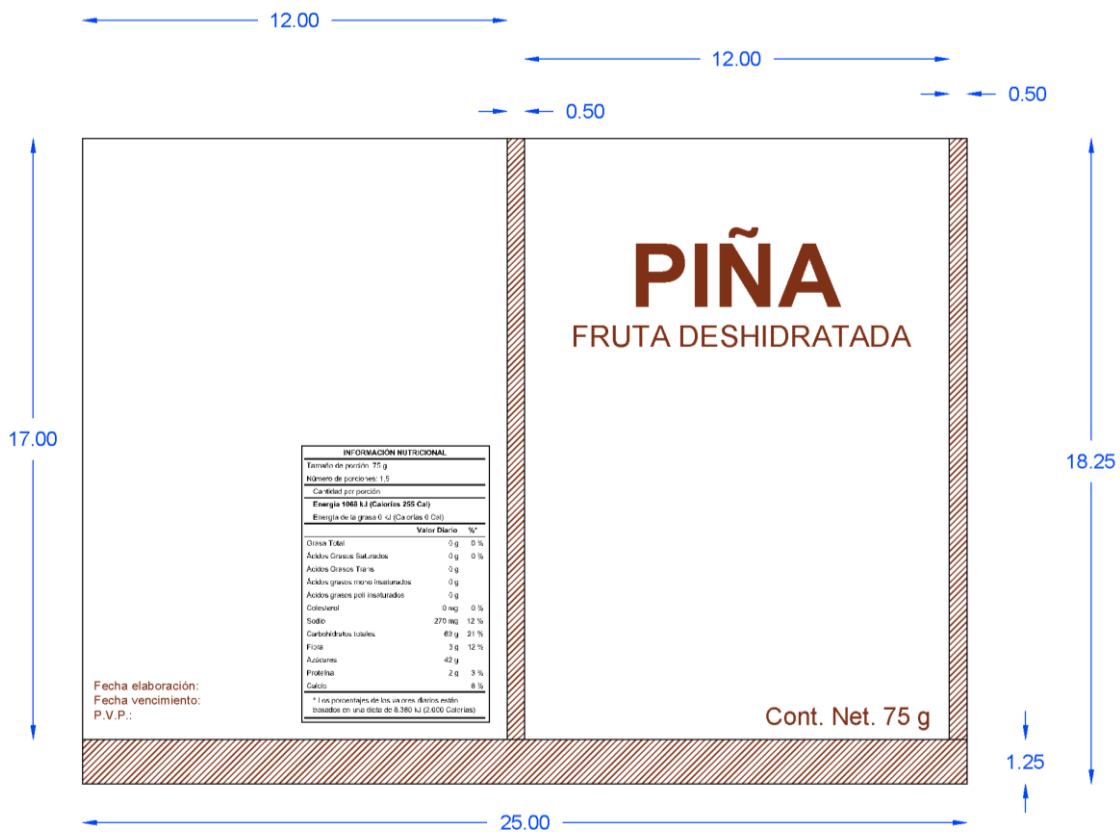 12.00
12.00
0.50
0.50
PIÑA
FRUTA DESHIDRATADA
17.00
18.25
INFORMACIÓN NUTRICIONAL
Tamaño de porción 75 g
Número de porciones: 1,5
Cantidad por porción
Energía 1068 kJ (Calorías 255 Cal)
Energía de la grasa 0 kJ (Calorías 0 Cal)
Valor Diario %*
Grasa Total 0 g 0 %
Ácidos Grasos Saturados 0 g 0 %
Ácidos Grasos Trans 0 g
Ácidos grasos mono insaturados 0 g
Ácidos grasos poli insaturados 0 g
Colesterol 0 mg 0 %
Sodio 270 mg 12 %
Carbohidratos totales 63 g 21 %
Fibra 3 g 12 %
Azúcares 42 g
Proteína 2 g 3 %
Calcio 6 %
* Los porcentajes de los valores diarios están
basados en una dieta de 8.380 kJ (2.000 Calorías)
Fecha elaboración:
Fecha vencimiento:
P.V.P.:
Cont. Net. 75 g
1.25
25.00